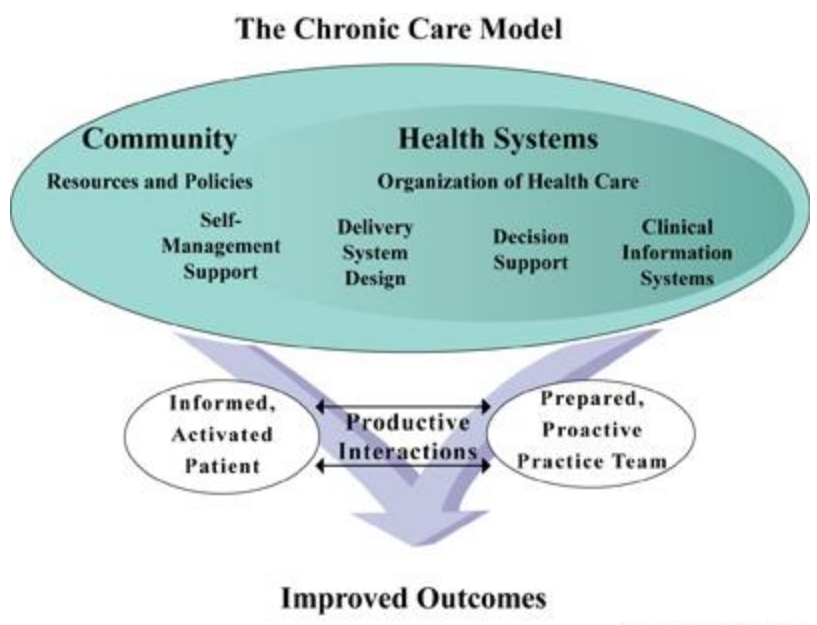 The Chronic Care Model
Community
Health Systems
Resources and Policies
Organization of Health Care
Self-
Management
Support
Delivery
System
Design
Decision
Support
Clinical
Information
Systems
Informed,
Activated
Patient
Productive
Interactions
Prepared,
Proactive
Practice Team
Improved Outcomes